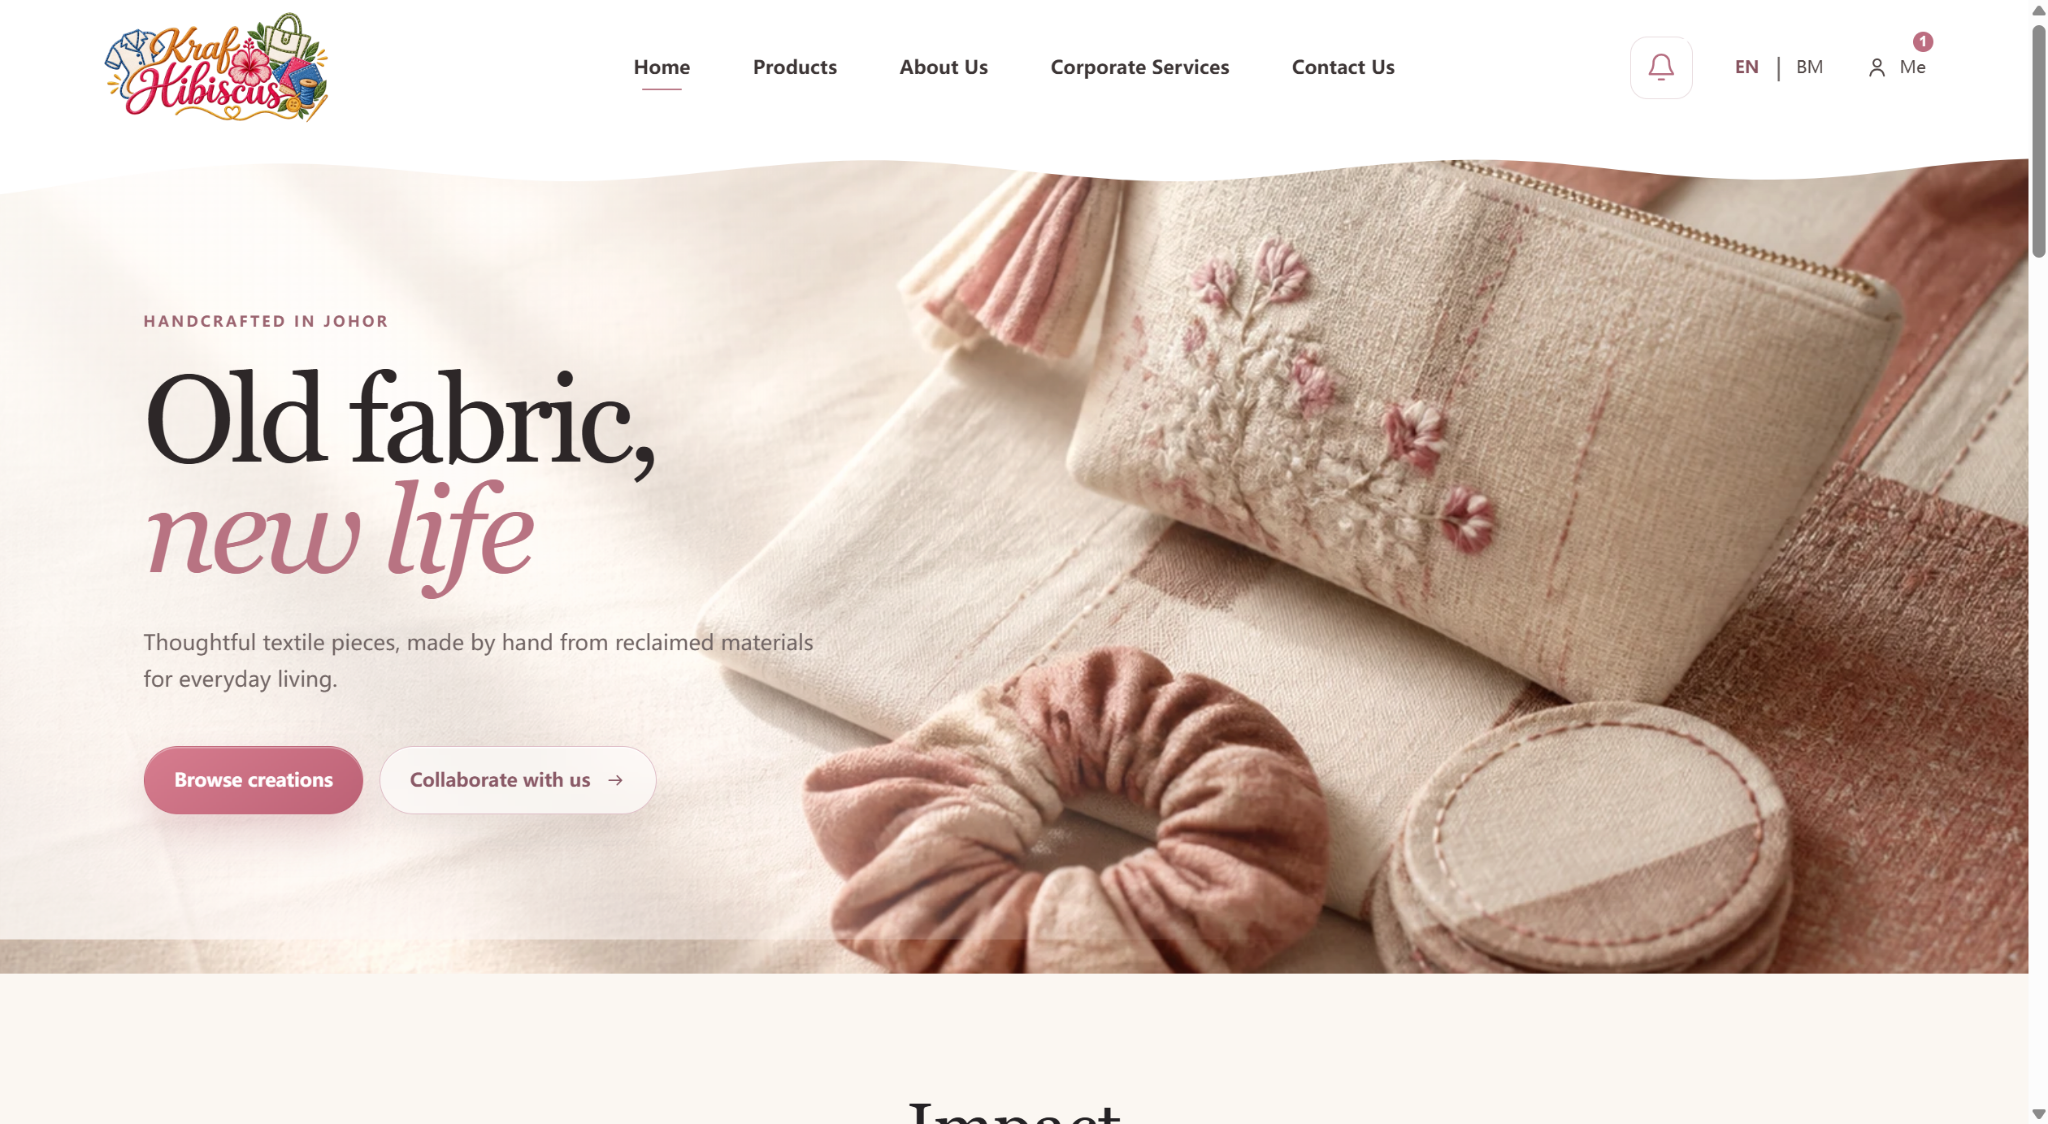 Kraf
Hibiscus
Home
Products
About Us
Corporate Services
Contact Us
EN | BM
1
Me
HANDCRAFTED IN JOHOR
Old fabric,
new life
Thoughtful textile pieces, made by hand from reclaimed materials
for everyday living.
Browse creations
Collaborate with us →
Impact